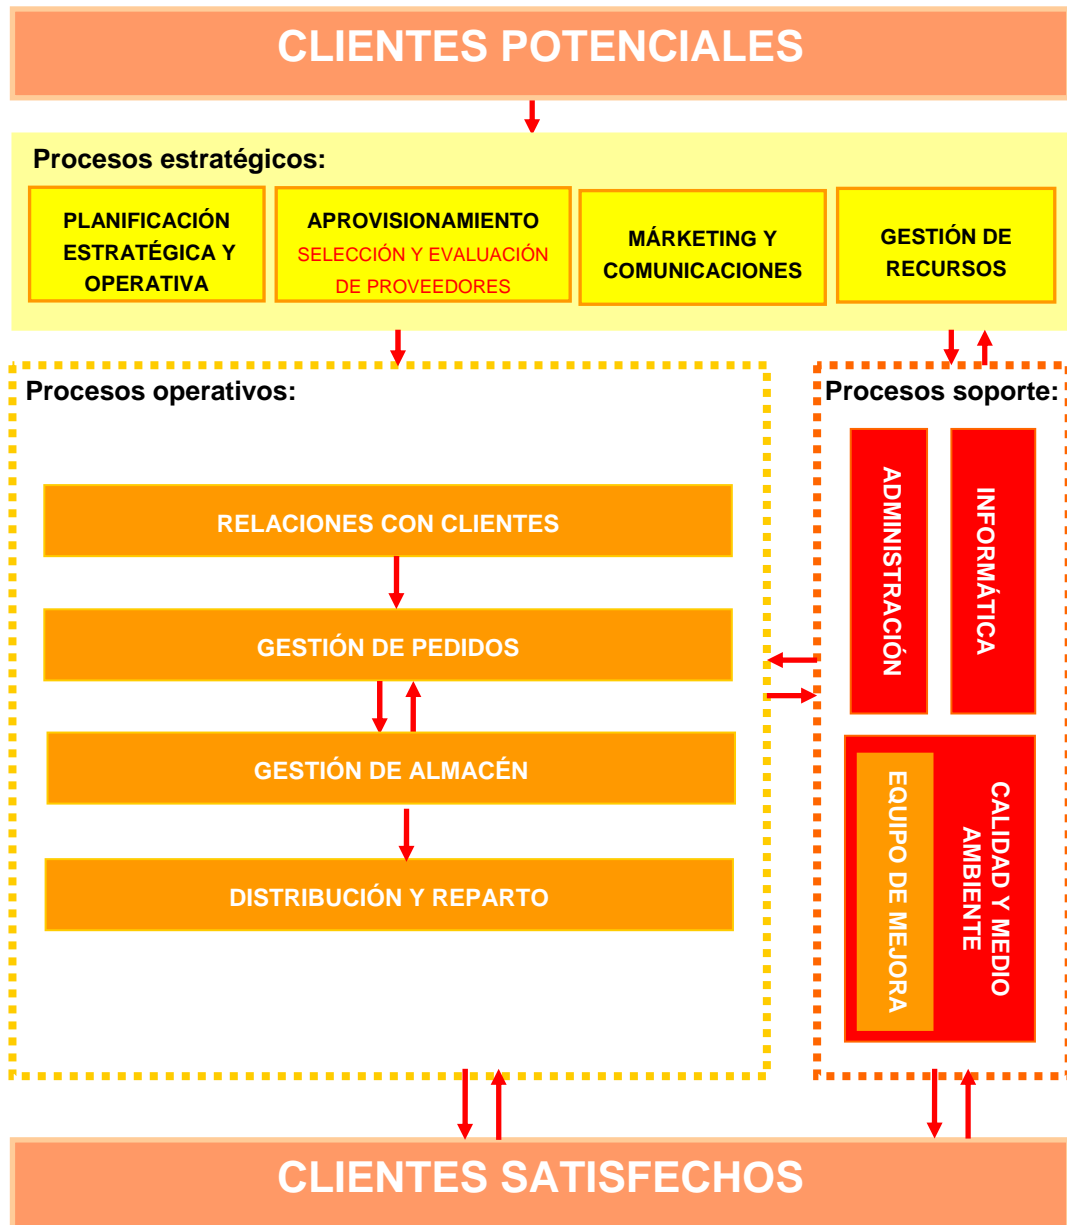 CLIENTES POTENCIALES
Procesos estratégicos:
PLANIFICACIÓN
ESTRATÉGICA Y
OPERATIVA
APROVISIONAMIENTO
SELECCIÓN Y EVALUACIÓN
DE PROVEEDORES
MÁRKETING Y
COMUNICACIONES
GESTIÓN DE
RECURSOS
Procesos operativos:
RELACIONES CON CLIENTES
GESTIÓN DE PEDIDOS
GESTIÓN DE ALMACÉN
DISTRIBUCIÓN Y REPARTO
Procesos soporte:
ADMINISTRACIÓN
INFORMÁTICA
EQUIPO DE MEJORA
CALIDAD Y MEDIO
AMBIENTE
CLIENTES SATISFECHOS